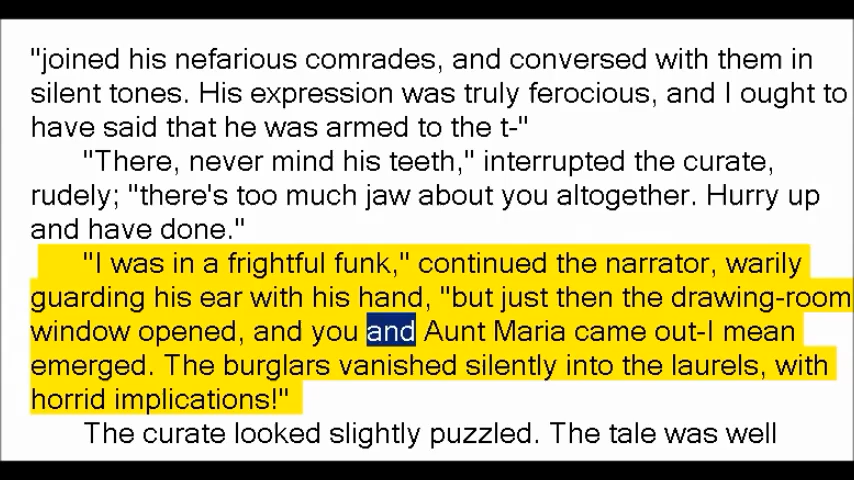 "joined his nefarious comrades, and conversed with them in
silent tones. His expression was truly ferocious, and I ought to
have said that he was armed to the t-"
"There, never mind his teeth," interrupted the curate,
rudely; "there's too much jaw about you altogether. Hurry up
and have done."
"I was in a frightful funk," continued the narrator, warily
guarding his ear with his hand, "but just then the drawing-room
window opened, and you and Aunt Maria came out-I mean
emerged. The burglars vanished silently into the laurels, with
horrid implications!"
The curate looked slightly puzzled. The tale was well